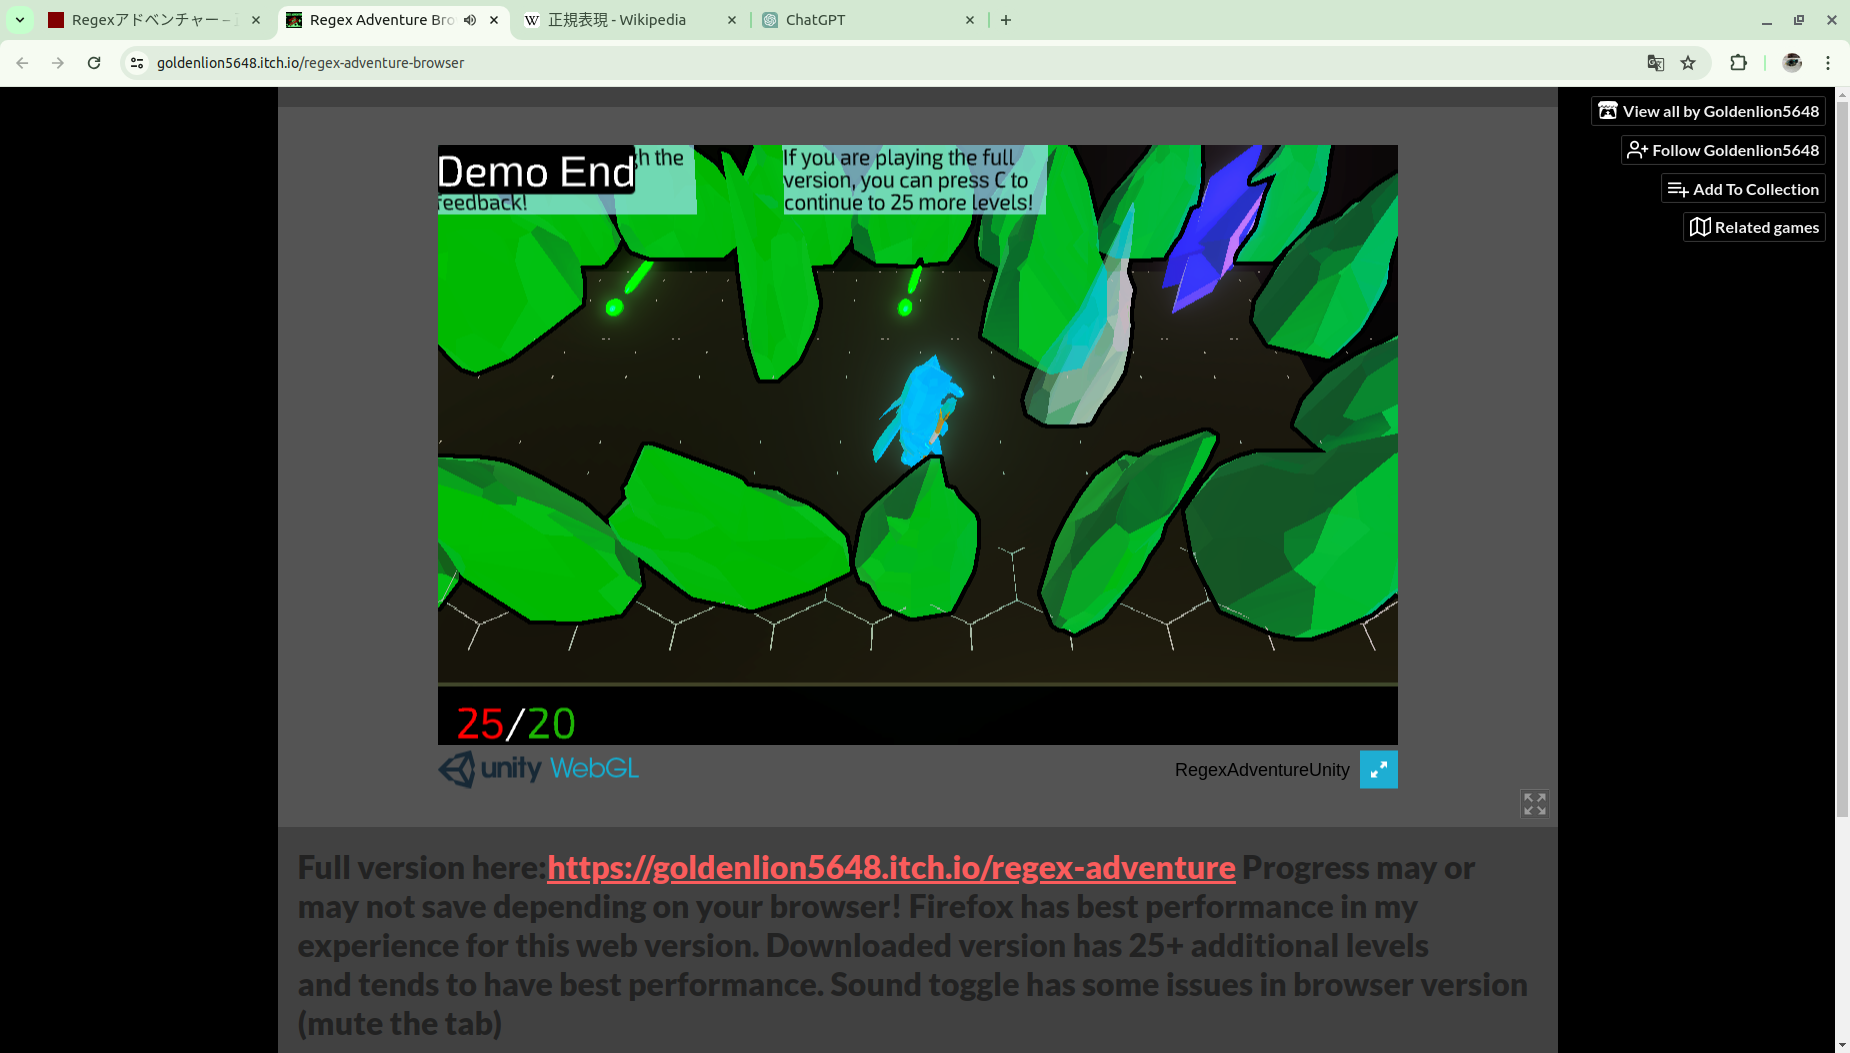 Regexアドベンチャー –
Regex Adventure Bro
正規表現 - Wikipedia
ChatGPT
goldenlion5648.itch.io/regex-adventure-browser
View all by Goldenlion5648
Follow Goldenlion5648
Add To Collection
Related games
Demo End
h the
feedback!
If you are playing the full
version, you can press C to
continue to 25 more levels!
25/20
unity WebGL
RegexAdventureUnity
Full version here:https://goldenlion5648.itch.io/regex-adventure Progress may or
may not save depending on your browser! Firefox has best performance in my
experience for this web version. Downloaded version has 25+ additional levels
and tends to have best performance. Sound toggle has some issues in browser version
(mute the tab)